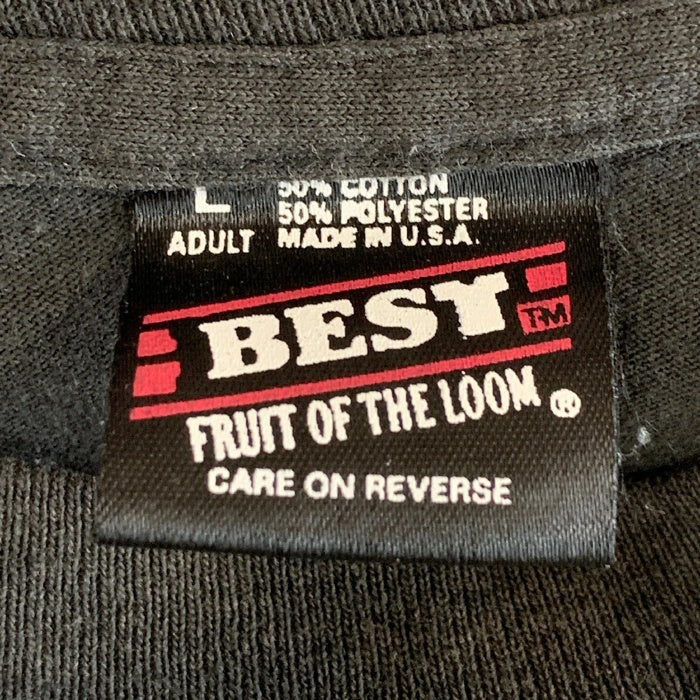 L 50% COTTON
50% POLYESTER
ADULT MADE IN U.S.A.
BEST TM
FRUIT OF THE LOOM ®
CARE ON REVERSE